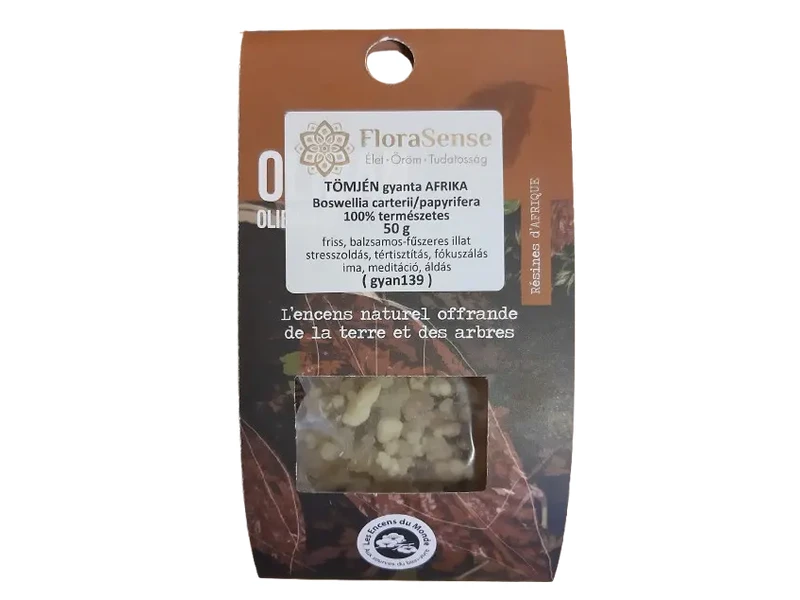 FloraSense
Élet - Öröm - Tudatosság
TÖMJÉN gyanta AFRIKA
Boswellia carterii/papyrifera
100% természetes
50 g
friss, balzsamos-fűszeres illat
stresszoldás, tértisztítás, fókuszálás
ima, meditáció, áldás
( gyan139 )
Résines d'AFRIQUE
L'encens naturel offrande
de la terre et des arbres
Les Encens du Monde